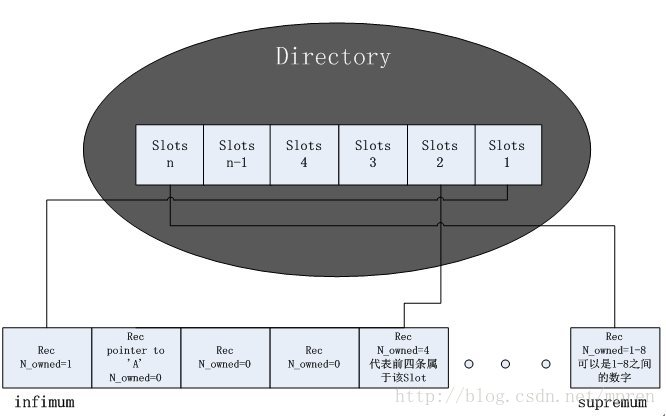 Directory
Slots n
Slots n-1
Slots 4
Slots 3
Slots 2
Slots 1
Rec
N_owned=1
Rec
pointer to
'A'
N_owned=0
Rec
N_owned=0
Rec
N_owned=0
Rec
N_owned=4
代表前四条属
于该Slot
Rec
N_owned=1-8
可以是1-8之间
的数字
infimum
supremum
http://blog.csdn.net/mpren